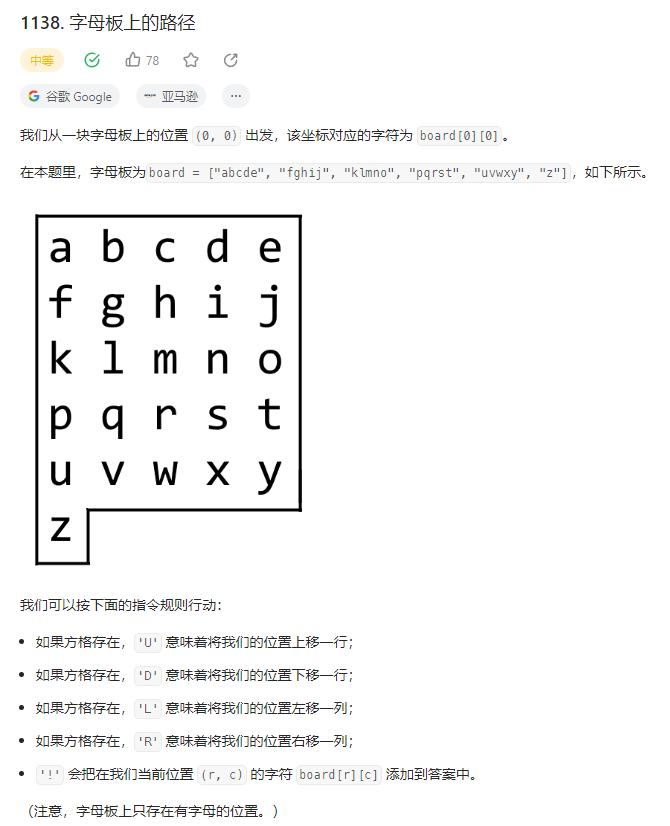 1138. 字母板上的路径
中等 78
谷歌 Google 亚马逊 ···
我们从一块字母板上的位置 (0, 0) 出发，该坐标对应的字符为 board[0][0]。
在本题里，字母板为board = ["abcde", "fghij", "klmno", "pqrst", "uvwxy", "z"]，如下所示。
a b c d e
f g h i j
k l m n o
p q r s t
u v w x y
z
我们可以按下面的指令规则行动：
如果方格存在，'U' 意味着将我们的位置上移一行；
如果方格存在，'D' 意味着将我们的位置下移一行；
如果方格存在，'L' 意味着将我们的位置左移一列；
如果方格存在，'R' 意味着将我们的位置右移一列；
'!' 会把在我们当前位置 (r, c) 的字符 board[r][c] 添加到答案中。
（注意，字母板上只存在有字母的位置。）